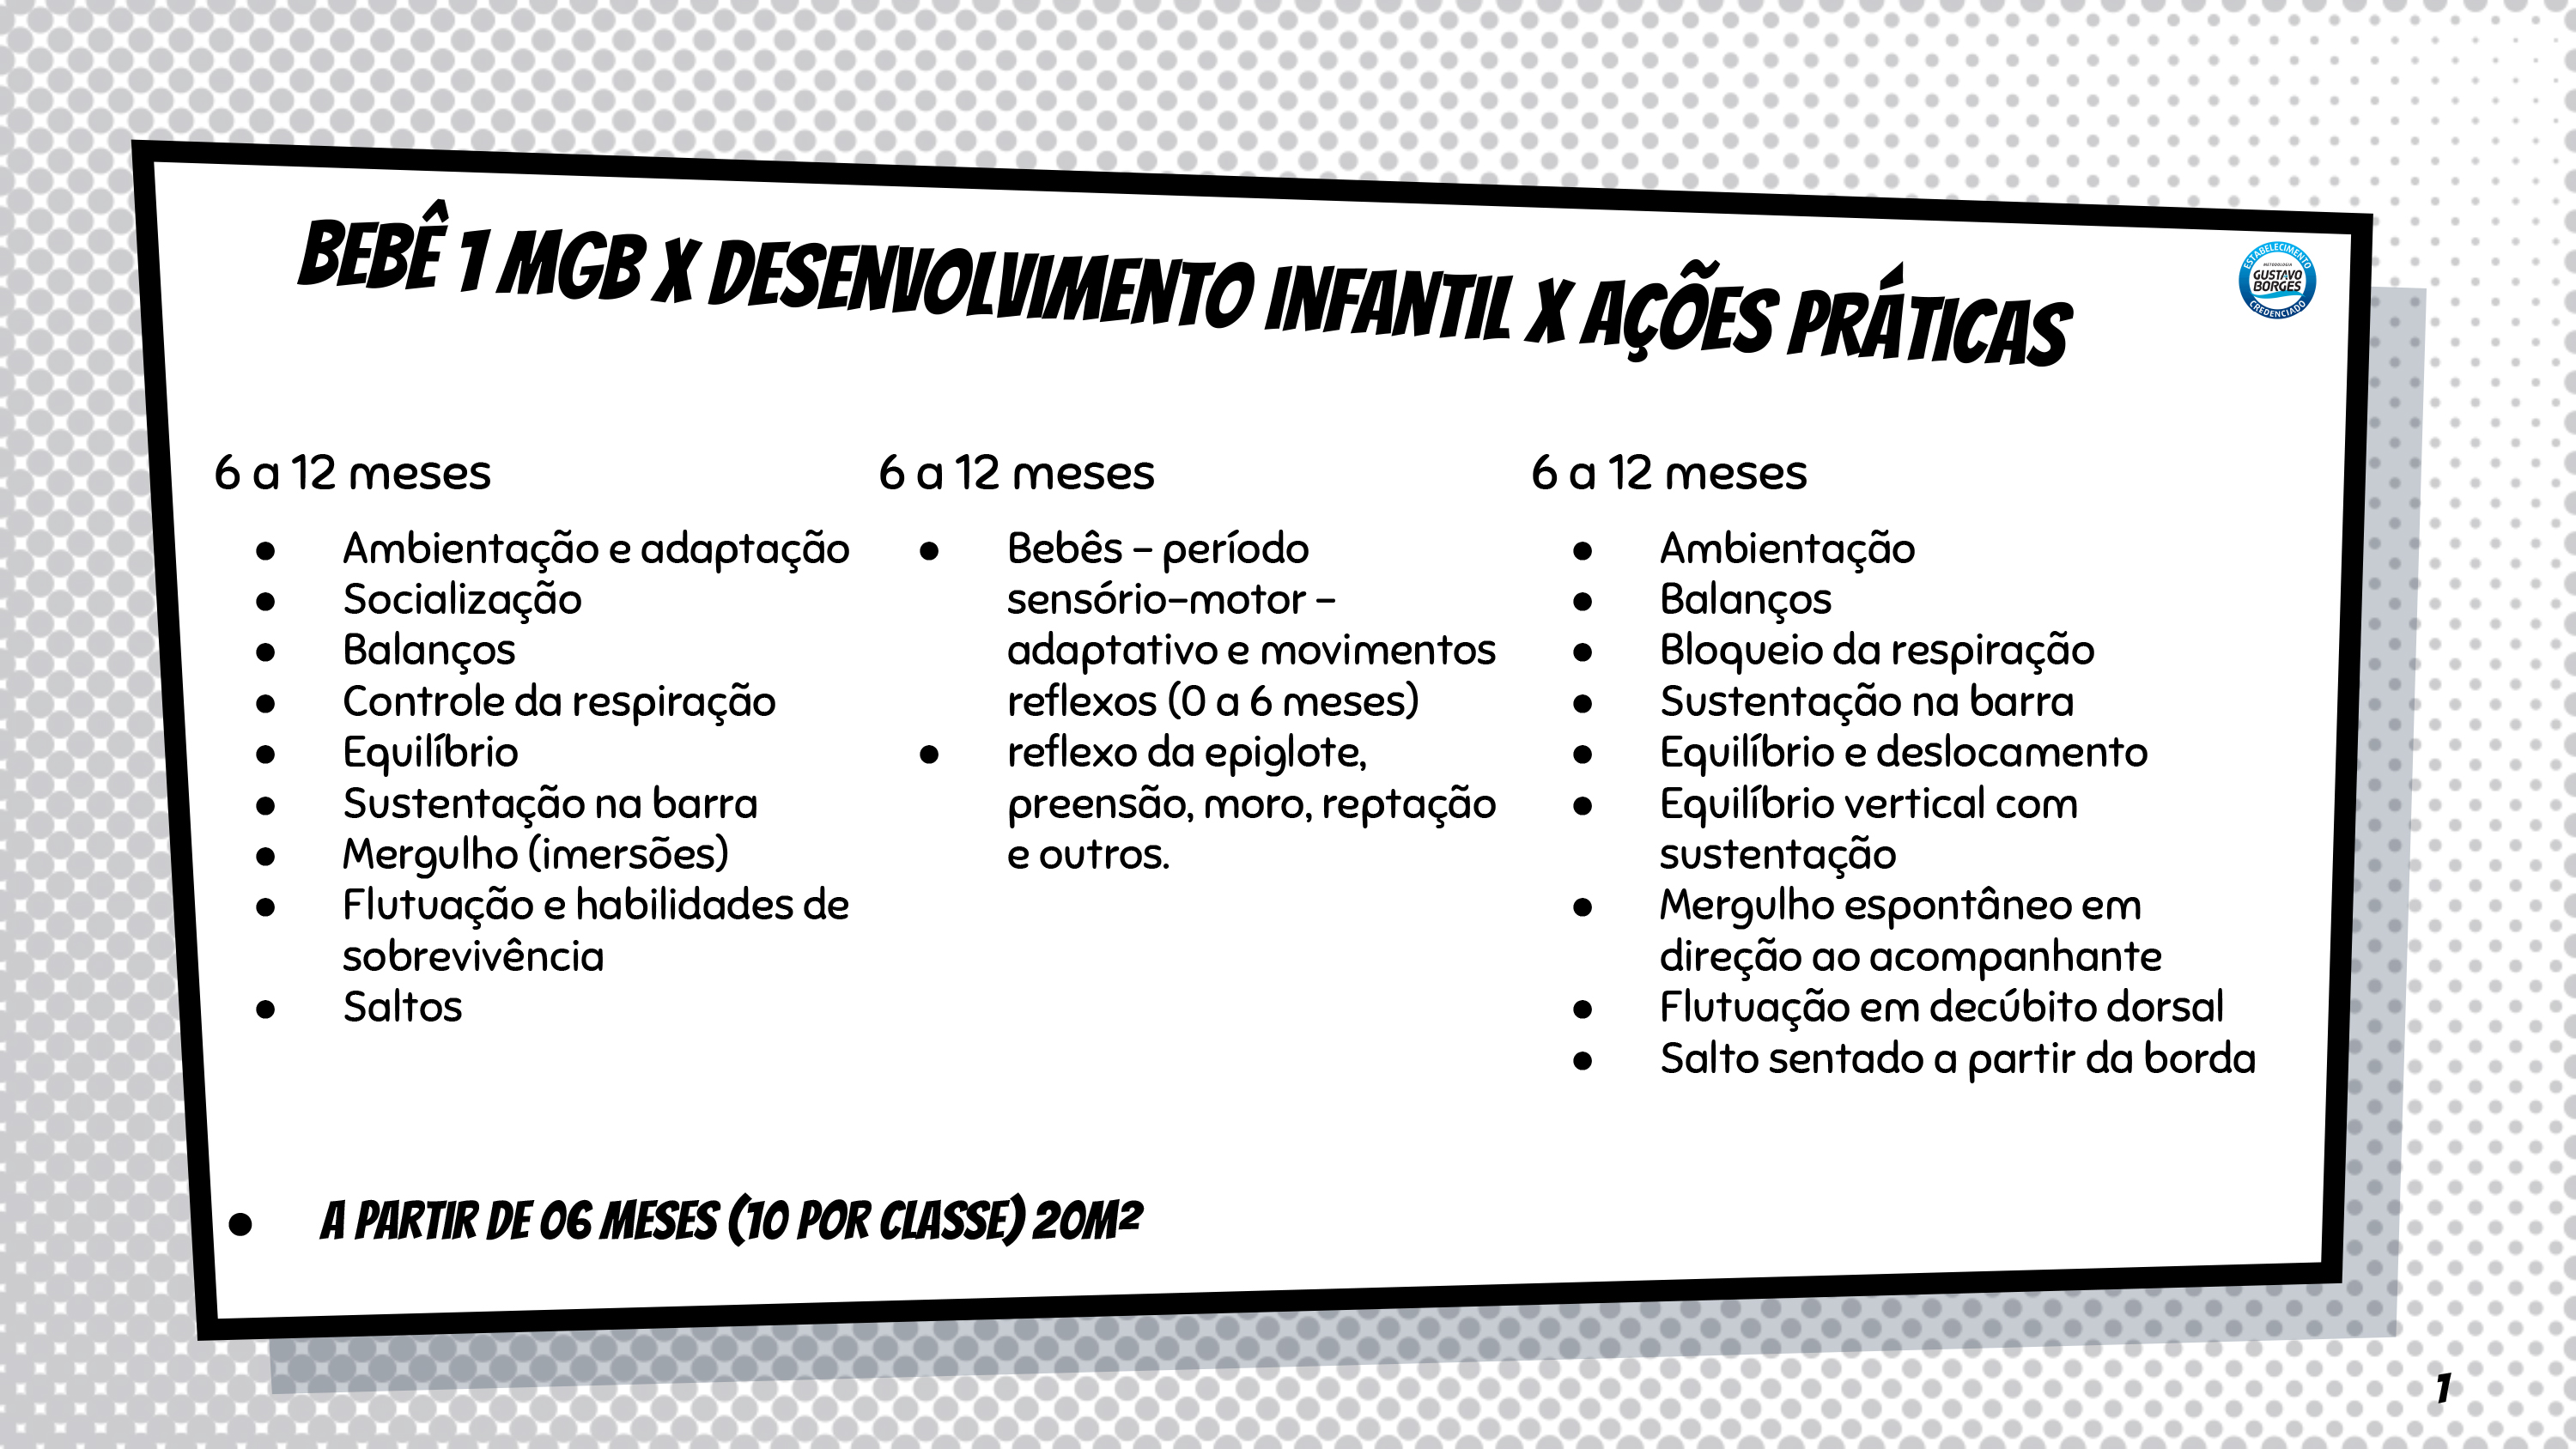 BEBÊ 1 MGB X DESENVOLVIMENTO INFANTIL X AÇÕES PRÁTICAS
ESTABELECIMENTO
METODOLOGIA
GUSTAVO
BORGES
CREDENCIADO
6 a 12 meses
● Ambientação e adaptação
● Socialização
● Balanços
● Controle da respiração
● Equilíbrio
● Sustentação na barra
● Mergulho (imersões)
● Flutuação e habilidades de
sobrevivência
● Saltos
6 a 12 meses
● Bebês - período
sensório-motor -
adaptativo e movimentos
reflexos (0 a 6 meses)
● reflexo da epiglote,
preensão, moro, reptação
e outros.
6 a 12 meses
● Ambientação
● Balanços
● Bloqueio da respiração
● Sustentação na barra
● Equilíbrio e deslocamento
● Equilíbrio vertical com
sustentação
● Mergulho espontâneo em
direção ao acompanhante
● Flutuação em decúbito dorsal
● Salto sentado a partir da borda
● A PARTIR DE 06 MESES (10 POR CLASSE) 20M²
1